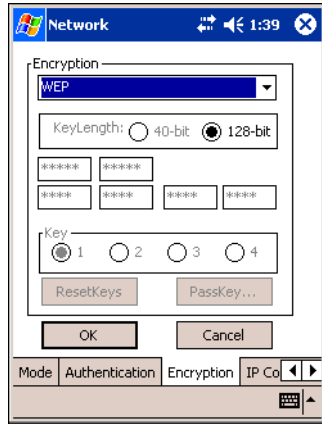 Network 1:39
Encryption
WEP
KeyLength: 40-bit 128-bit
***** *****
**** **** **** ****
Key
1 2 3 4
ResetKeys PassKey...
OK Cancel
Mode Authentication Encryption IP Co